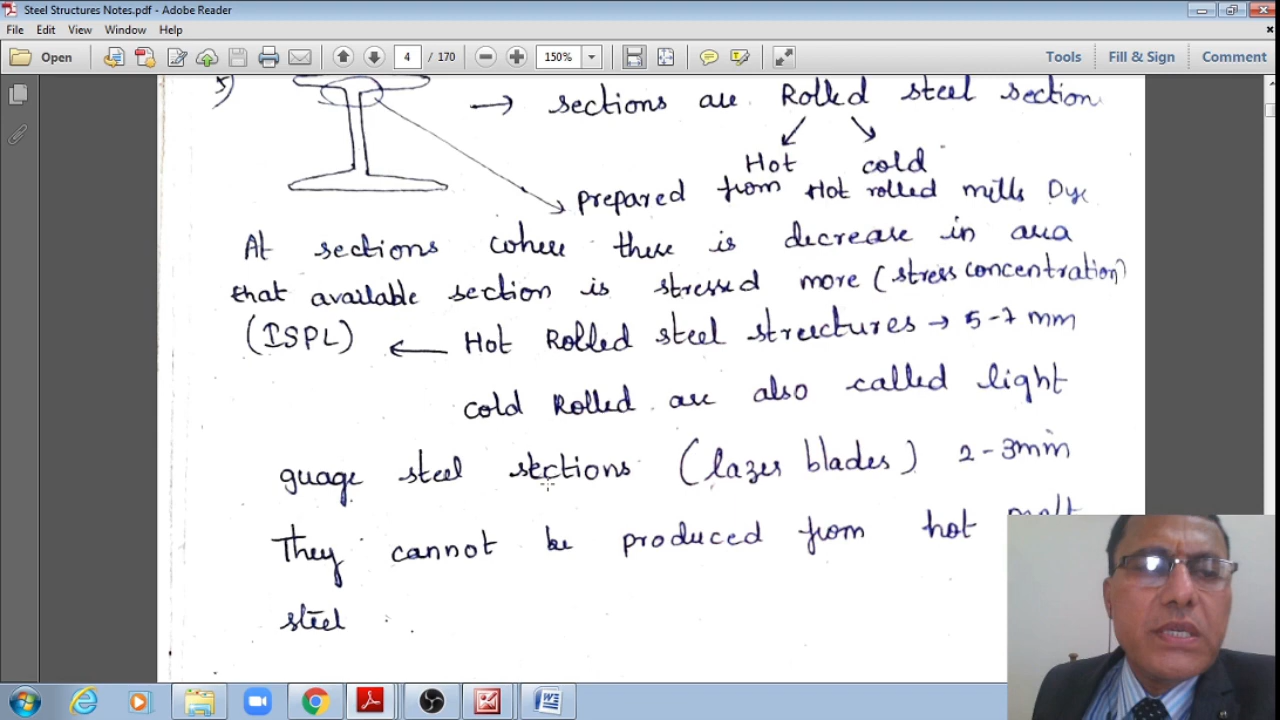 Steel Structures Notes.pdf - Adobe Reader
File Edit View Window Help
Open 4 / 170 150% Tools Fill & Sign Comment
5)
→ sections are Rolled steel section
Hot cold
prepared from Hot rolled mills Dye
At sections where there is decrease in area
that available section is stressed more (stress concentration)
(ISPL) ← Hot Rolled steel structures → 5-7 mm
cold Rolled are also called light
guage steel sections (lazer blades) 2-3mm
They cannot be produced from hot melt
steel.